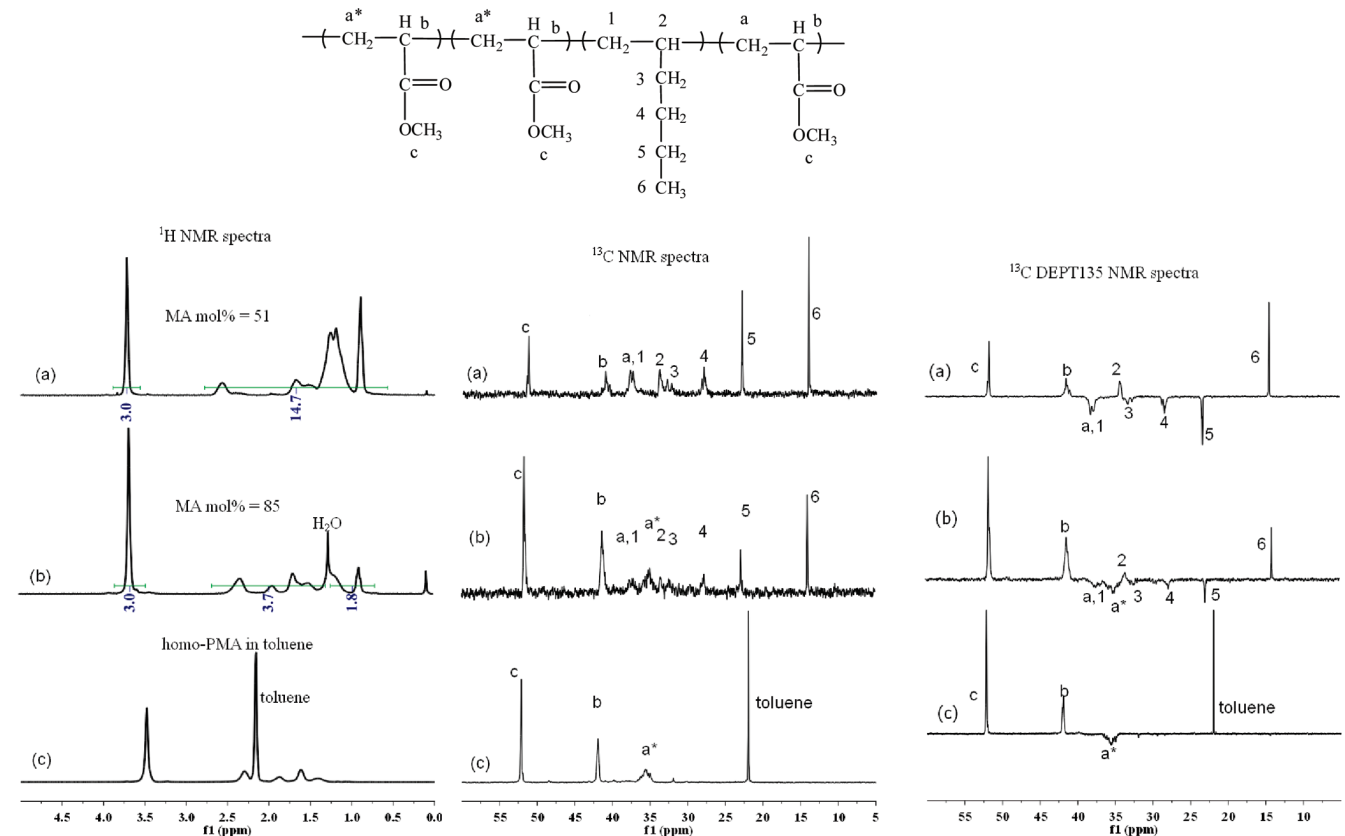 a* H b a* H b 1 2 a H b
( CH2 C )( CH2 C )( CH2 CH )( CH2 C )
3 CH2
C=O C=O 4 CH2 C=O
OCH3 OCH3 5 CH2 OCH3
c c 6 CH3 c
1H NMR spectra
MA mol% = 51
(a)
3.0 14.7
MA mol% = 85
H2O
(b)
3.0 3.7 1.8
homo-PMA in toluene
toluene
(c)
4.5 4.0 3.5 3.0 2.5 2.0 1.5 1.0 0.5 0.0
f1 (ppm)
13C NMR spectra
c b a,1 2 3 4 5 6
(a)
c b a,1 a* 2 3 4 5 6
(b)
c b a* toluene
(c)
55 50 45 40 35 30 25 20 15 10 5
f1 (ppm)
13C DEPT135 NMR spectra
(a) c b a,1 2 3 4 5 6
(b) b a,1 a* 2 3 4 5 6
(c) c b a* toluene
55 50 45 40 35 30 25 20 15 10
f1 (ppm)